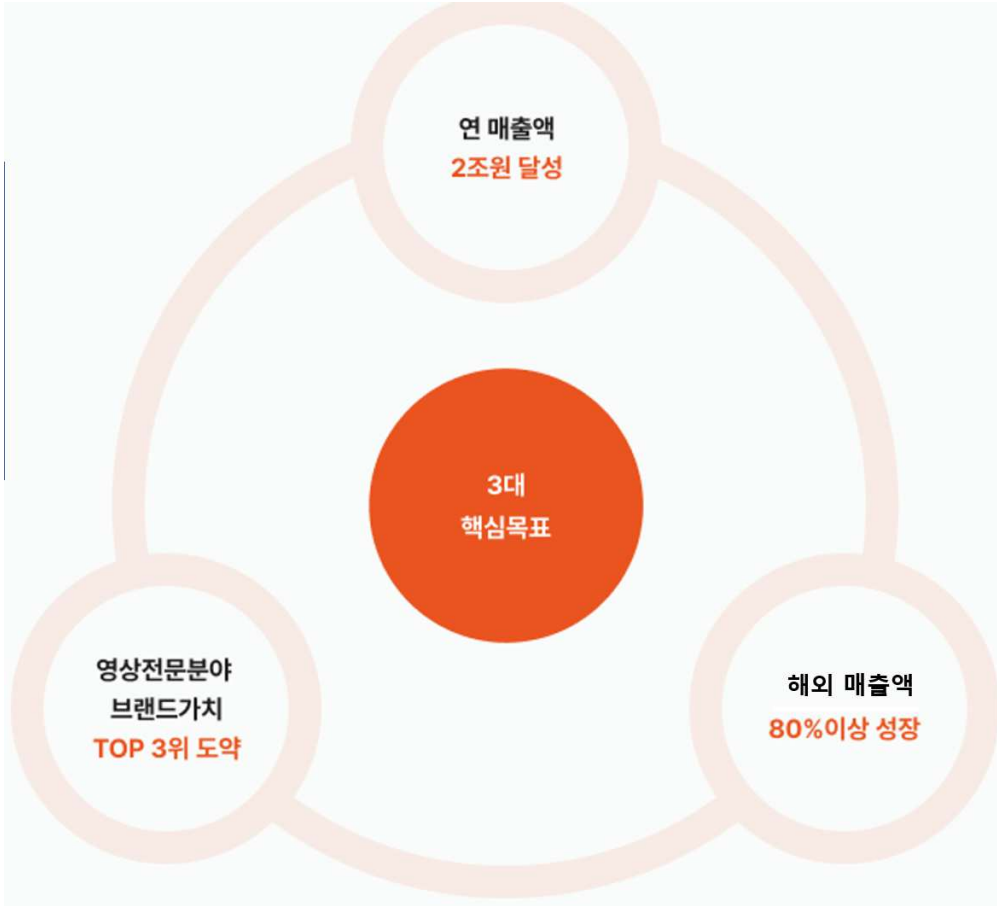 연 매출액
2조원 달성
3대
핵심목표
영상전문분야
브랜드가치
TOP 3위 도약
해외 매출액
80%이상 성장